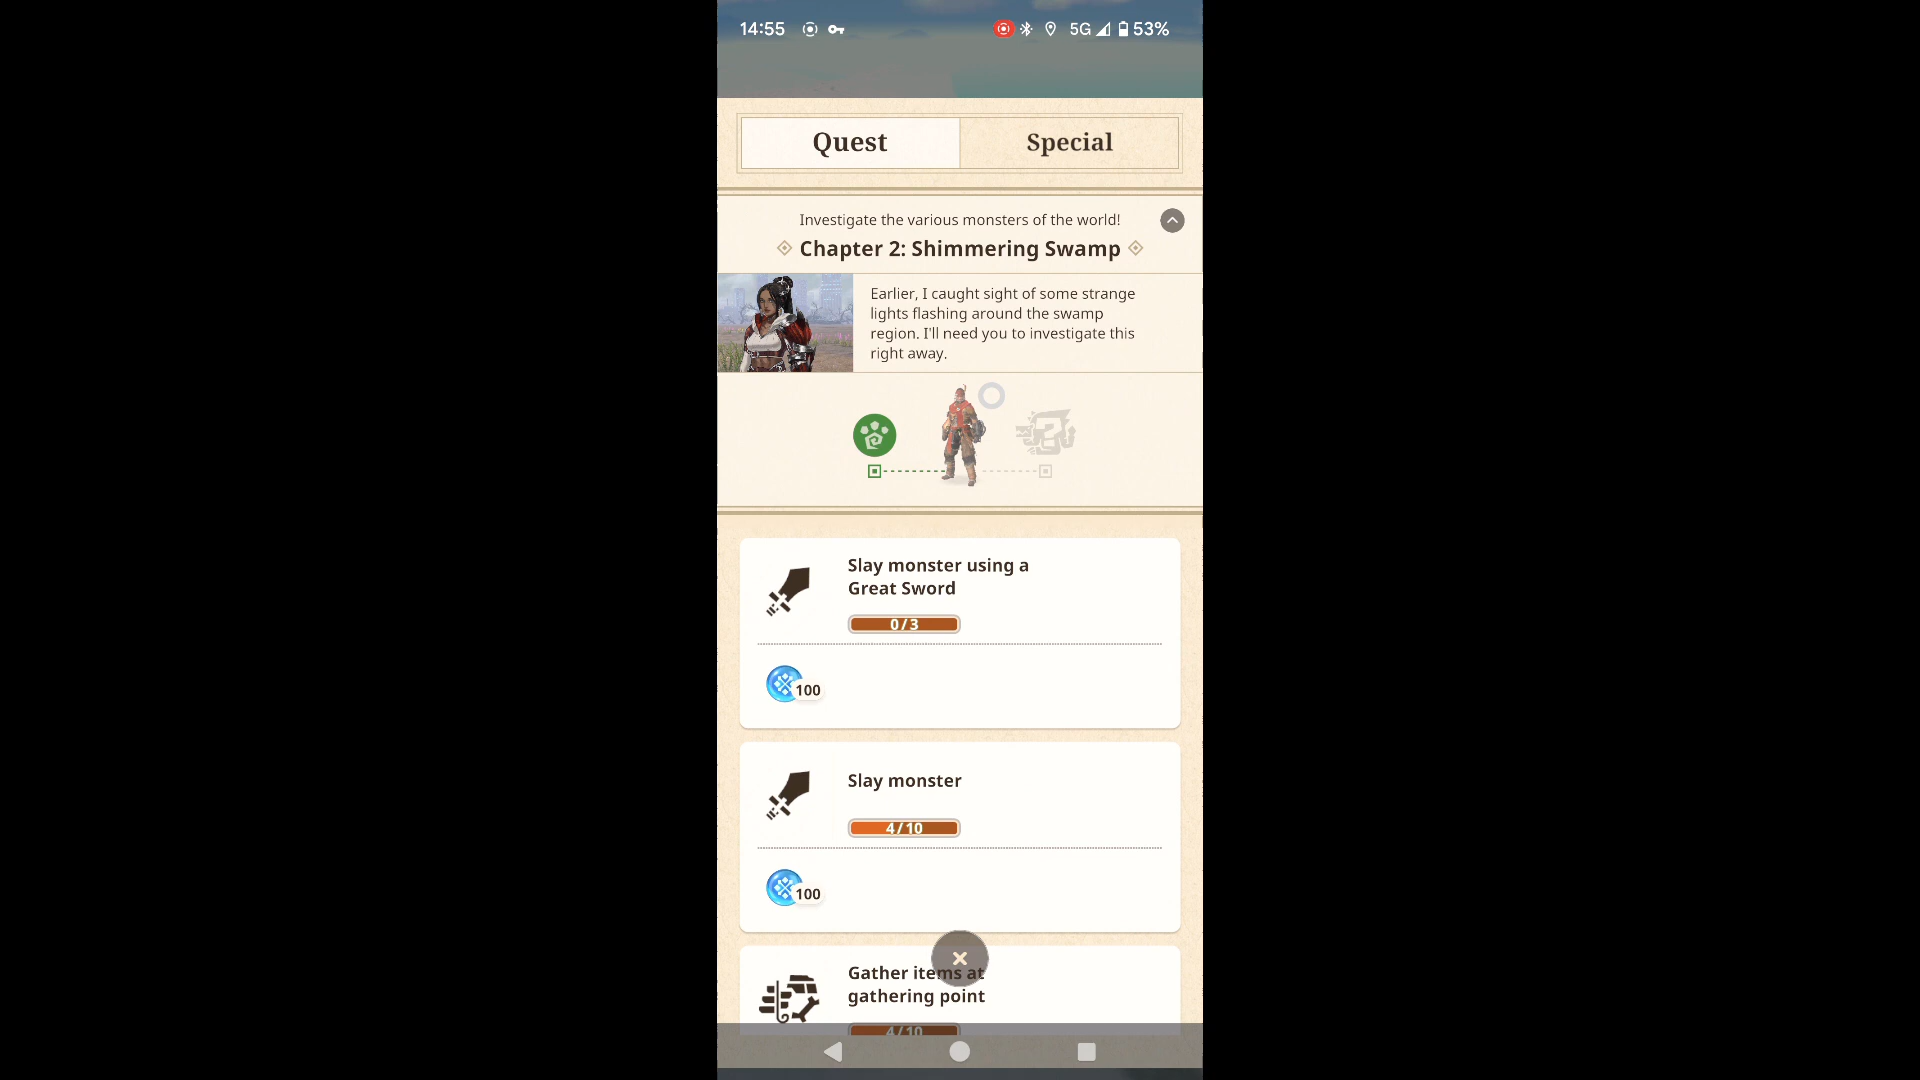 14:55
5G
53%
Quest
Special
Investigate the various monsters of the world!
Chapter 2: Shimmering Swamp
Earlier, I caught sight of some strange
lights flashing around the swamp
region. I'll need you to investigate this
right away.
Slay monster using a
Great Sword
0/3
100
Slay monster
4/10
100
Gather items at
gathering point
4/10